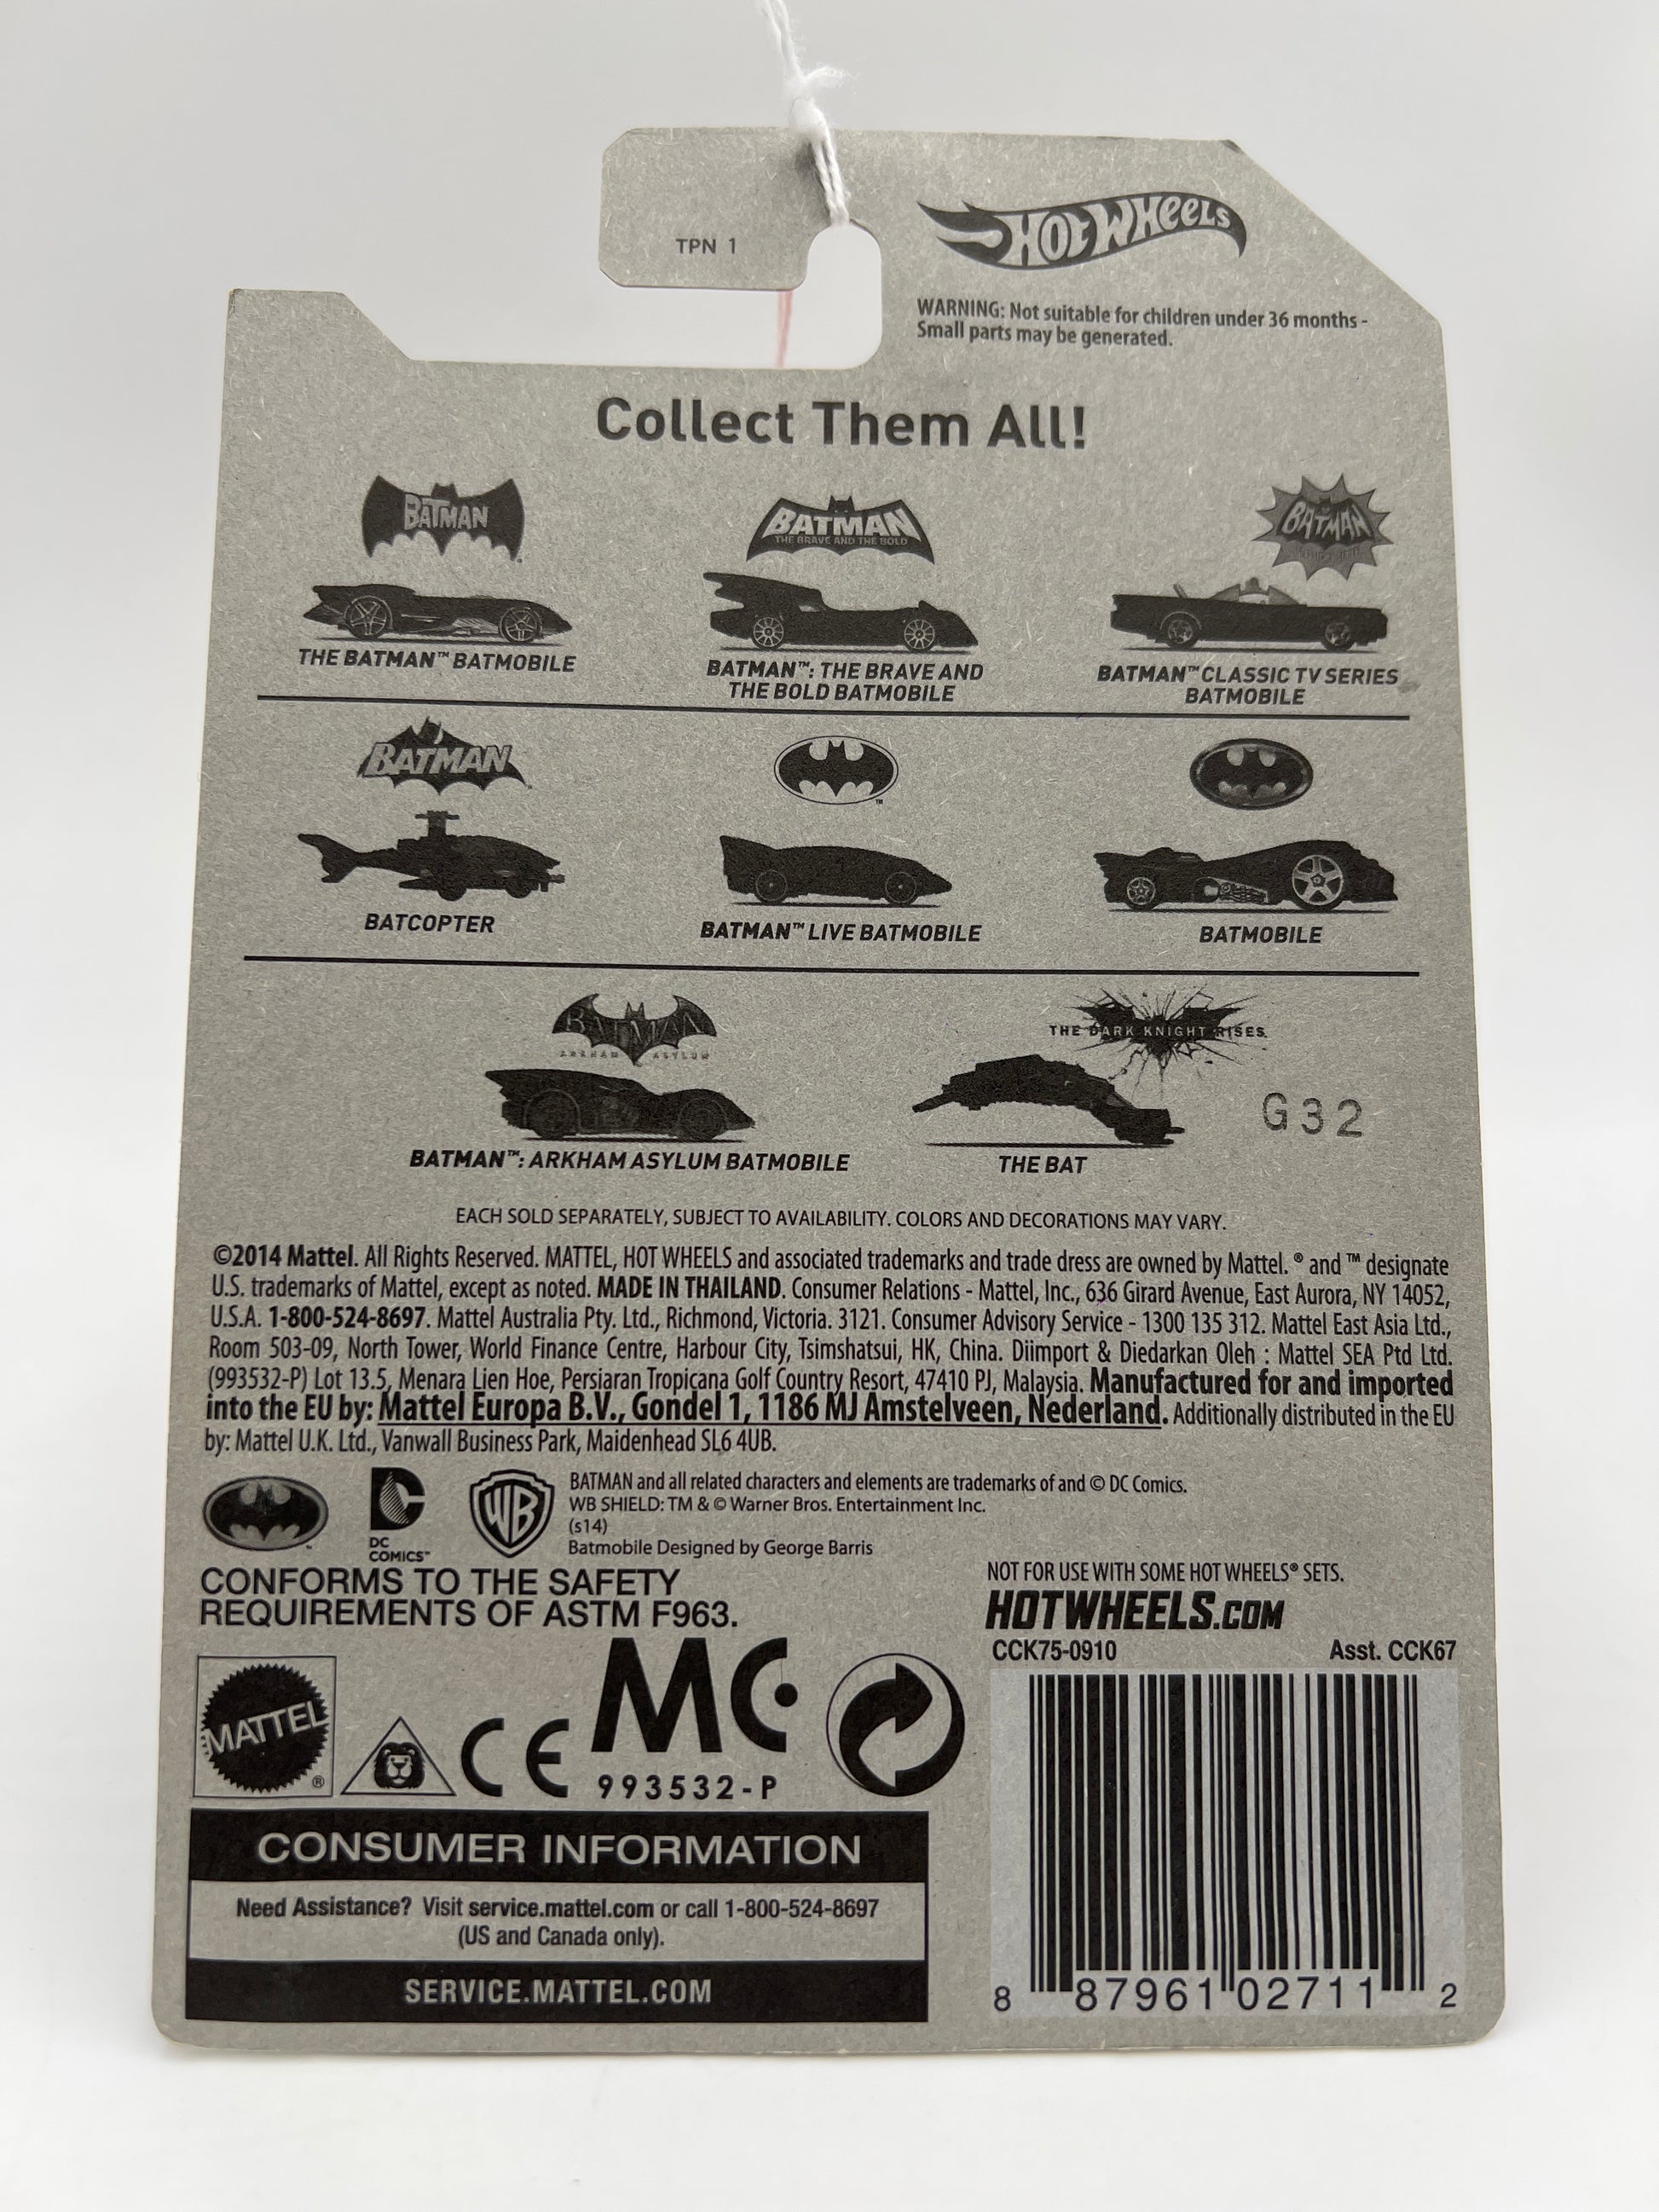 TPN 1
HOT WHEELS
WARNING: Not suitable for children under 36 months -
Small parts may be generated.
Collect Them All!
BATMAN
BATMAN
THE BRAVE AND THE BOLD
BATMAN
THE BATMAN™ BATMOBILE
BATMAN™: THE BRAVE AND
THE BOLD BATMOBILE
BATMAN™ CLASSIC TV SERIES
BATMOBILE
BATMAN
BATCOPTER
BATMAN™ LIVE BATMOBILE
BATMOBILE
BATMAN
ARKHAM ASYLUM
THE DARK KNIGHT RISES
G32
BATMAN™: ARKHAM ASYLUM BATMOBILE
THE BAT
EACH SOLD SEPARATELY, SUBJECT TO AVAILABILITY. COLORS AND DECORATIONS MAY VARY.
©2014 Mattel. All Rights Reserved. MATTEL, HOT WHEELS and associated trademarks and trade dress are owned by Mattel. ® and ™ designate
U.S. trademarks of Mattel, except as noted. MADE IN THAILAND. Consumer Relations - Mattel, Inc., 636 Girard Avenue, East Aurora, NY 14052,
U.S.A. 1-800-524-8697. Mattel Australia Pty. Ltd., Richmond, Victoria. 3121. Consumer Advisory Service - 1300 135 312. Mattel East Asia Ltd.,
Room 503-09, North Tower, World Finance Centre, Harbour City, Tsimshatsui, HK, China. Diimport & Diedarkan Oleh : Mattel SEA Ptd Ltd.
(993532-P) Lot 13.5, Menara Lien Hoe, Persiaran Tropicana Golf Country Resort, 47410 PJ, Malaysia. Manufactured for and imported
into the EU by: Mattel Europa B.V., Gondel 1, 1186 MJ Amstelveen, Nederland. Additionally distributed in the EU
by: Mattel U.K. Ltd., Vanwall Business Park, Maidenhead SL6 4UB.
DC
COMICS™
WB
BATMAN and all related characters and elements are trademarks of and © DC Comics.
WB SHIELD: TM & © Warner Bros. Entertainment Inc.
(s14)
Batmobile Designed by George Barris
CONFORMS TO THE SAFETY
REQUIREMENTS OF ASTM F963.
NOT FOR USE WITH SOME HOT WHEELS® SETS.
HOTWHEELS.COM
CCK75-0910 Asst. CCK67
MATTEL®
CE
MC
993532-P
CONSUMER INFORMATION
Need Assistance? Visit service.mattel.com or call 1-800-524-8697
(US and Canada only).
SERVICE.MATTEL.COM
8 87961 02711 2